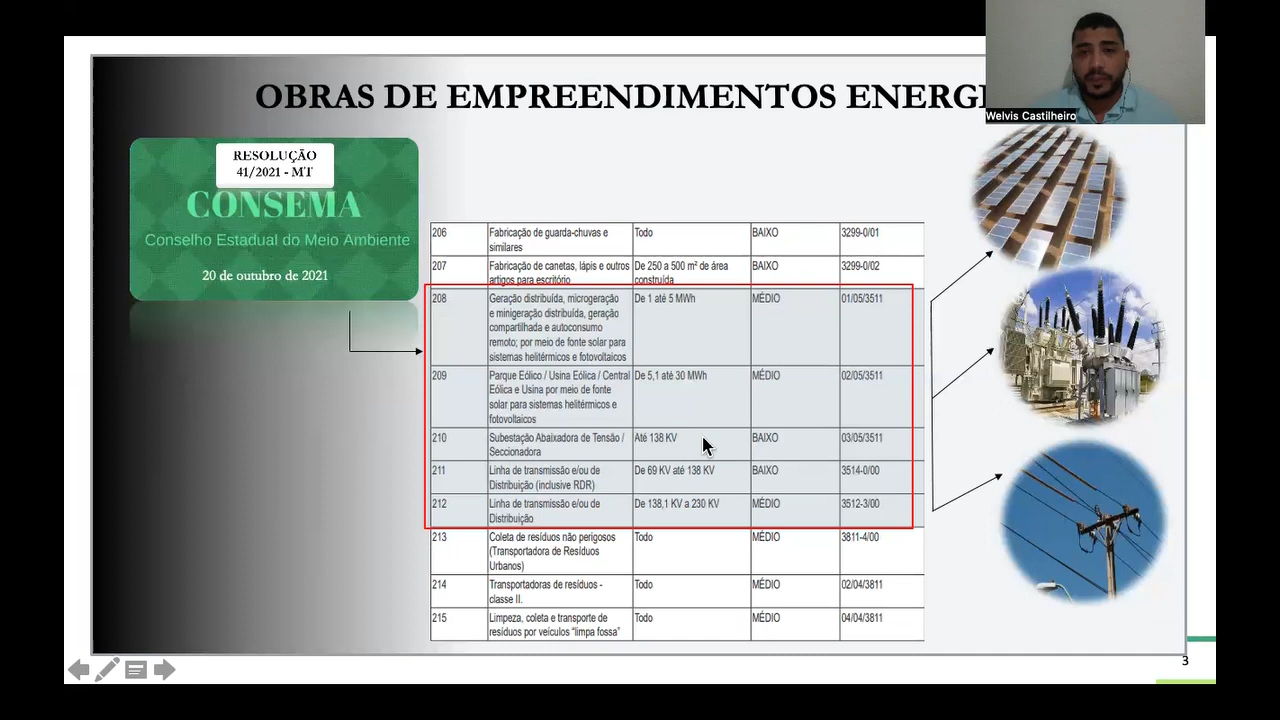 OBRAS DE EMPREENDIMENTOS ENERG
Welvis Castilheiro
RESOLUÇÃO
41/2021 - MT
CONSEMA
Conselho Estadual do Meio Ambiente
20 de outubro de 2021
206 Fabricação de guarda-chuvas e Todo BAIXO 3299-0/01
similares
207 Fabricação de canetas, lápis e outros De 250 a 500 m² de área BAIXO 3299-0/02
artigos para escritório construída
208 Geração distribuída, microgeração De 1 até 5 MWh MÉDIO 01/05/3511
e minigeração distribuída, geração
compartilhada e autoconsumo
remoto; por meio de fonte solar para
sistemas helitérmicos e fotovoltaicos
209 Parque Eólico / Usina Eólica / Central De 5,1 até 30 MWh MÉDIO 02/05/3511
Eólica e Usina por meio de fonte
solar para sistemas helitérmicos e
fotovoltaicos
210 Subestação Abaixadora de Tensão / Até 138 KV BAIXO 03/05/3511
Seccionadora
211 Linha de transmissão e/ou de De 69 KV até 138 KV BAIXO 3514-0/00
Distribuição (inclusive RDR)
212 Linha de transmissão e/ou de De 138,1 KV a 230 KV MÉDIO 3512-3/00
Distribuição
213 Coleta de resíduos não perigosos Todo MÉDIO 3811-4/00
(Transportadora de Resíduos
Urbanos)
214 Transportadoras de resíduos - Todo MÉDIO 02/04/3811
classe II.
215 Limpeza, coleta e transporte de Todo MÉDIO 04/04/3811
resíduos por veículos “limpa fossa”
3